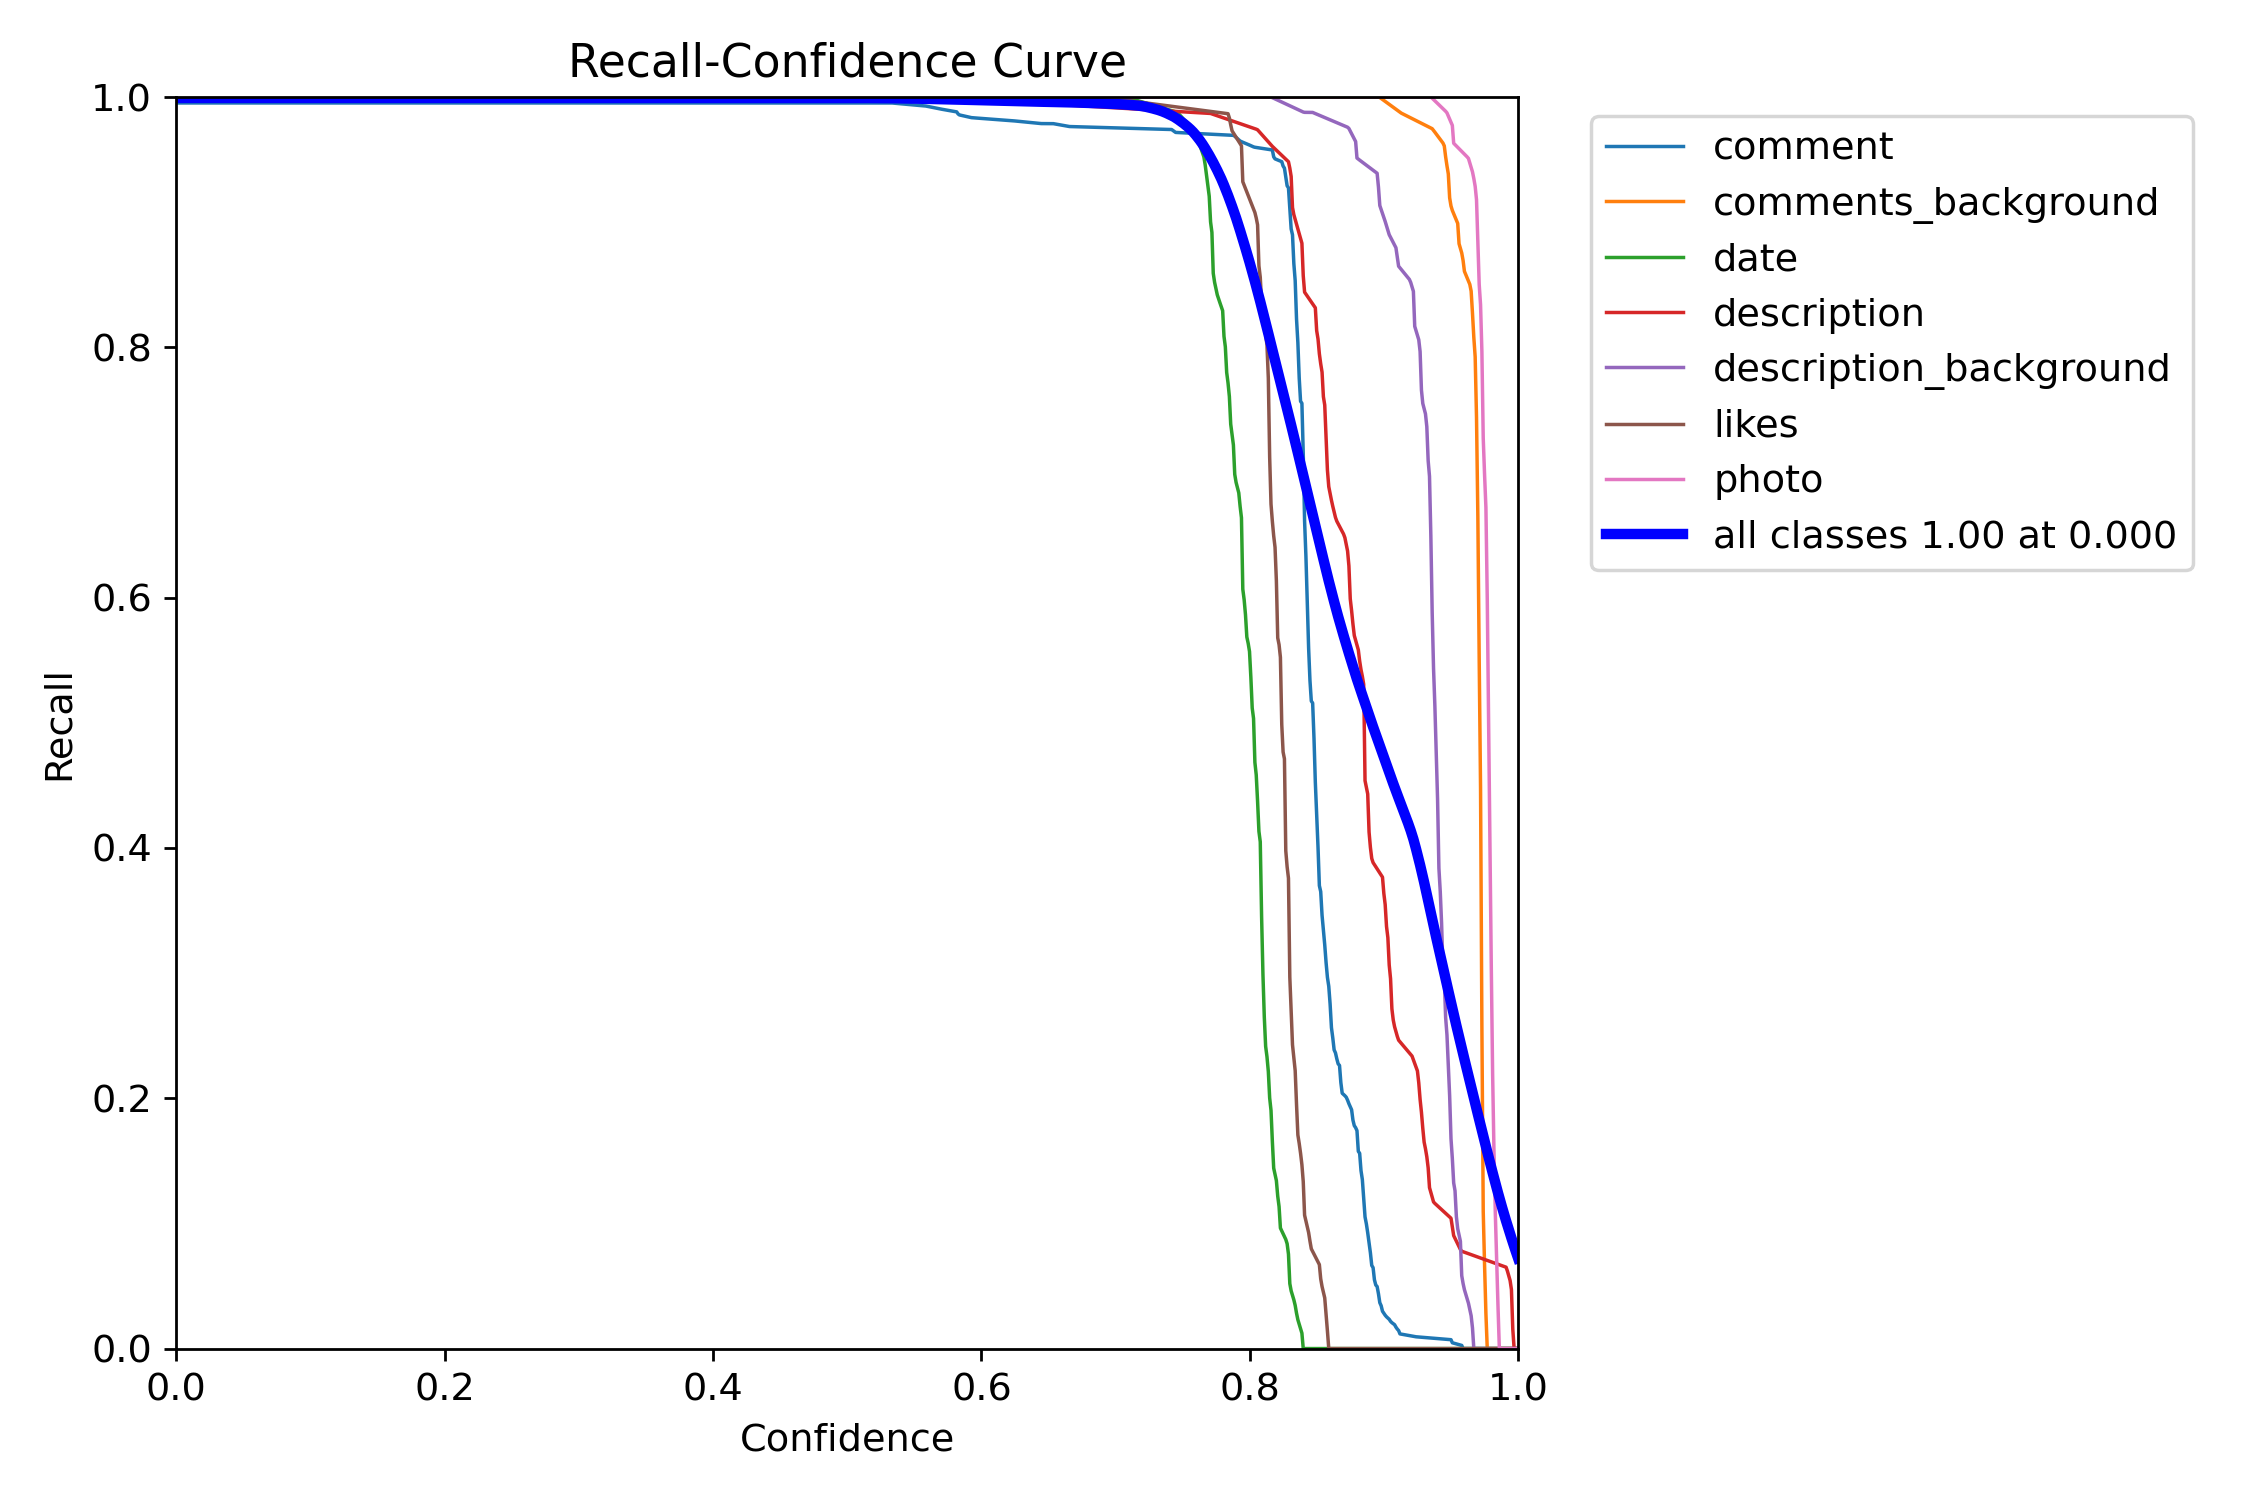 Recall-Confidence Curve
1.0
0.8
0.6
0.4
0.2
0.0
Recall
0.0 0.2 0.4 0.6 0.8 1.0
Confidence
comment
comments_background
date
description
description_background
likes
photo
all classes 1.00 at 0.000